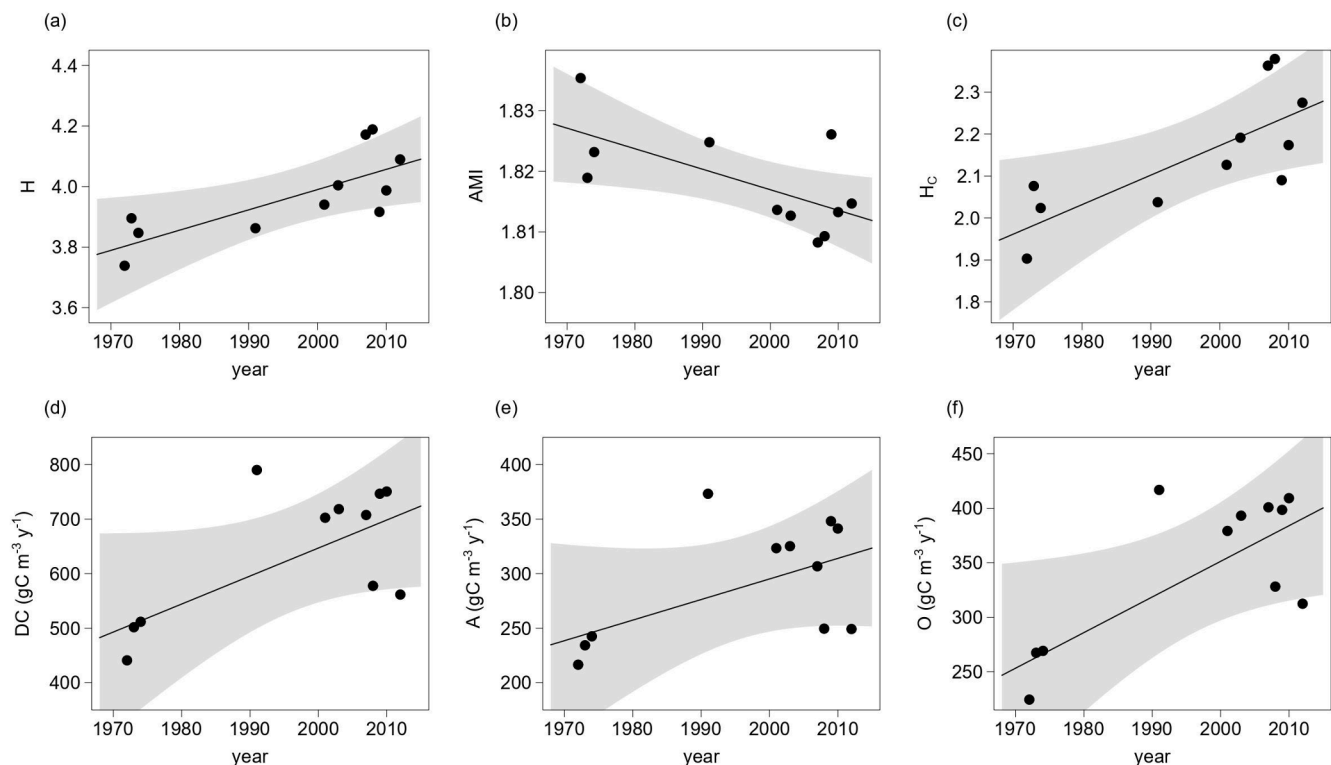 (a)
4.4
4.2
4.0
3.8
3.6
H
1970 1980 1990 2000 2010
year
(b)
1.83
1.82
1.81
1.80
AMI
1970 1980 1990 2000 2010
year
(c)
2.3
2.2
2.1
2.0
1.9
1.8
H_C
1970 1980 1990 2000 2010
year
(d)
800
700
600
500
400
DC (gC m⁻³ y⁻¹)
1970 1980 1990 2000 2010
year
(e)
400
350
300
250
200
A (gC m⁻³ y⁻¹)
1970 1980 1990 2000 2010
year
(f)
450
400
350
300
250
O (gC m⁻³ y⁻¹)
1970 1980 1990 2000 2010
year